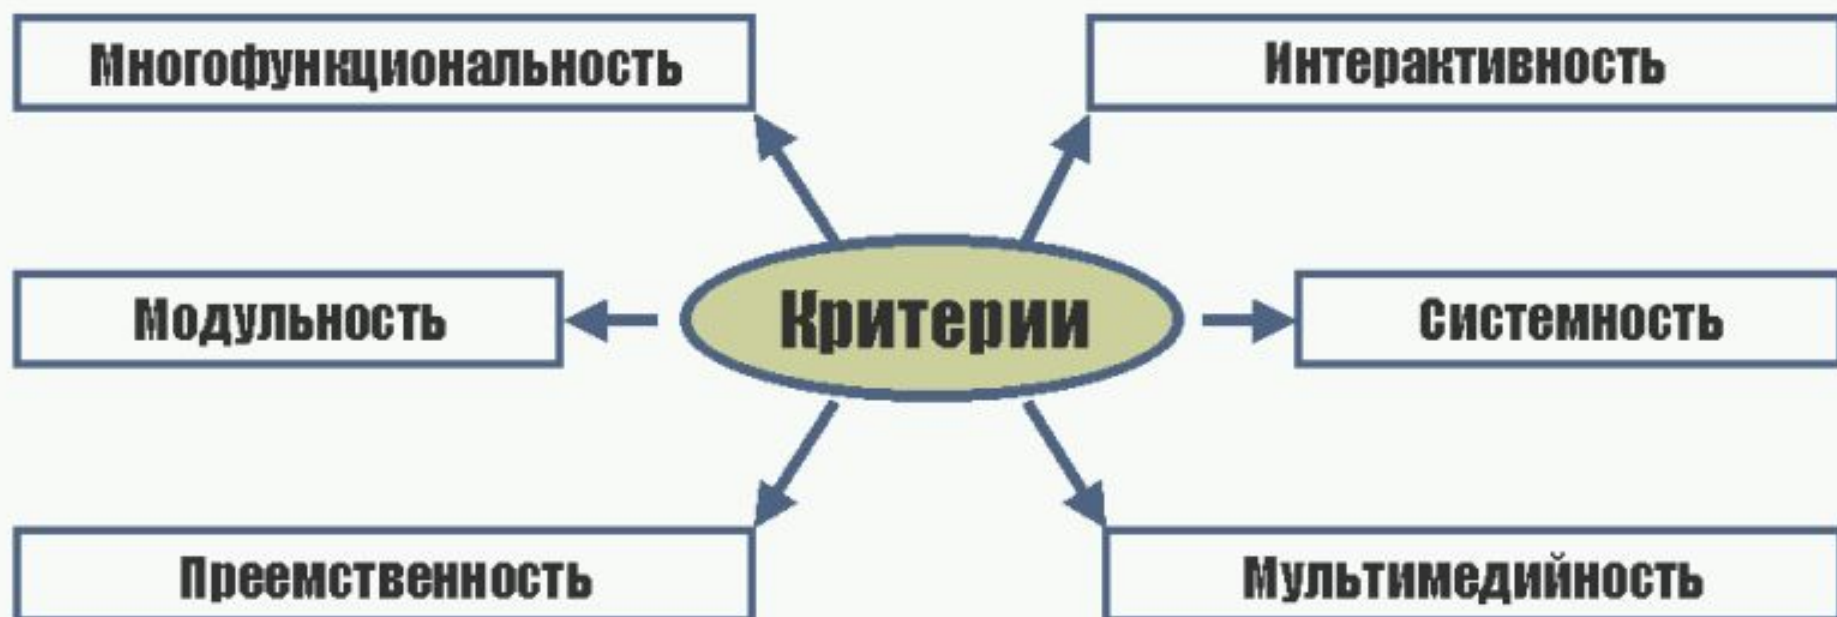 Многофункциональность
Интерактивность
Модульность
Критерии
Системность
Преемственность
Мультимедийность